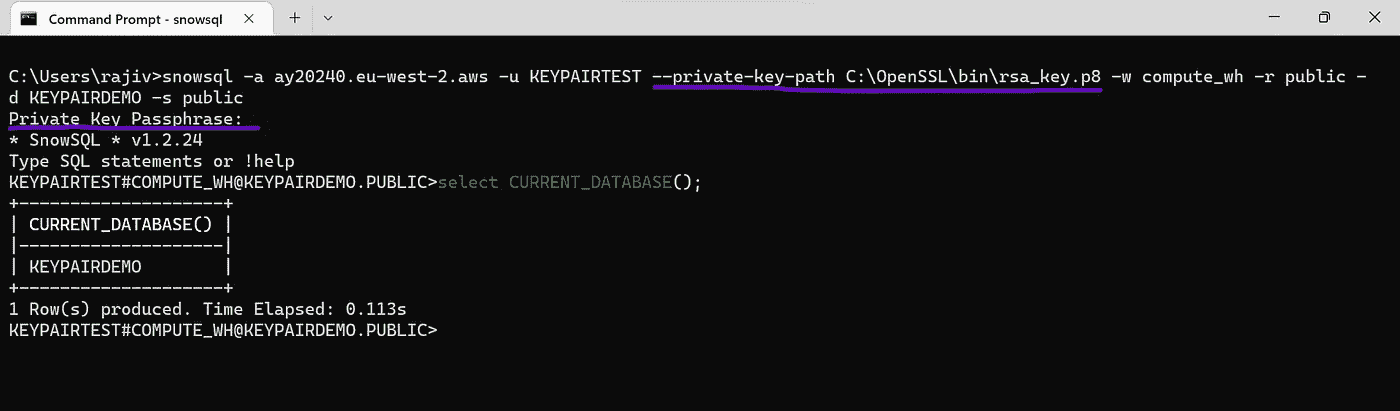 Command Prompt - snowsql
C:\Users\rajiv>snowsql -a ay20240.eu-west-2.aws -u KEYPAIRTEST --private-key-path C:\OpenSSL\bin\rsa_key.p8 -w compute_wh -r public -
d KEYPAIRDEMO -s public
Private Key Passphrase:
* SnowSQL * v1.2.24
Type SQL statements or !help
KEYPAIRTEST#COMPUTE_WH@KEYPAIRDEMO.PUBLIC>select CURRENT_DATABASE();
+--------------------+
| CURRENT_DATABASE() |
|--------------------|
| KEYPAIRDEMO        |
+--------------------+
1 Row(s) produced. Time Elapsed: 0.113s
KEYPAIRTEST#COMPUTE_WH@KEYPAIRDEMO.PUBLIC>